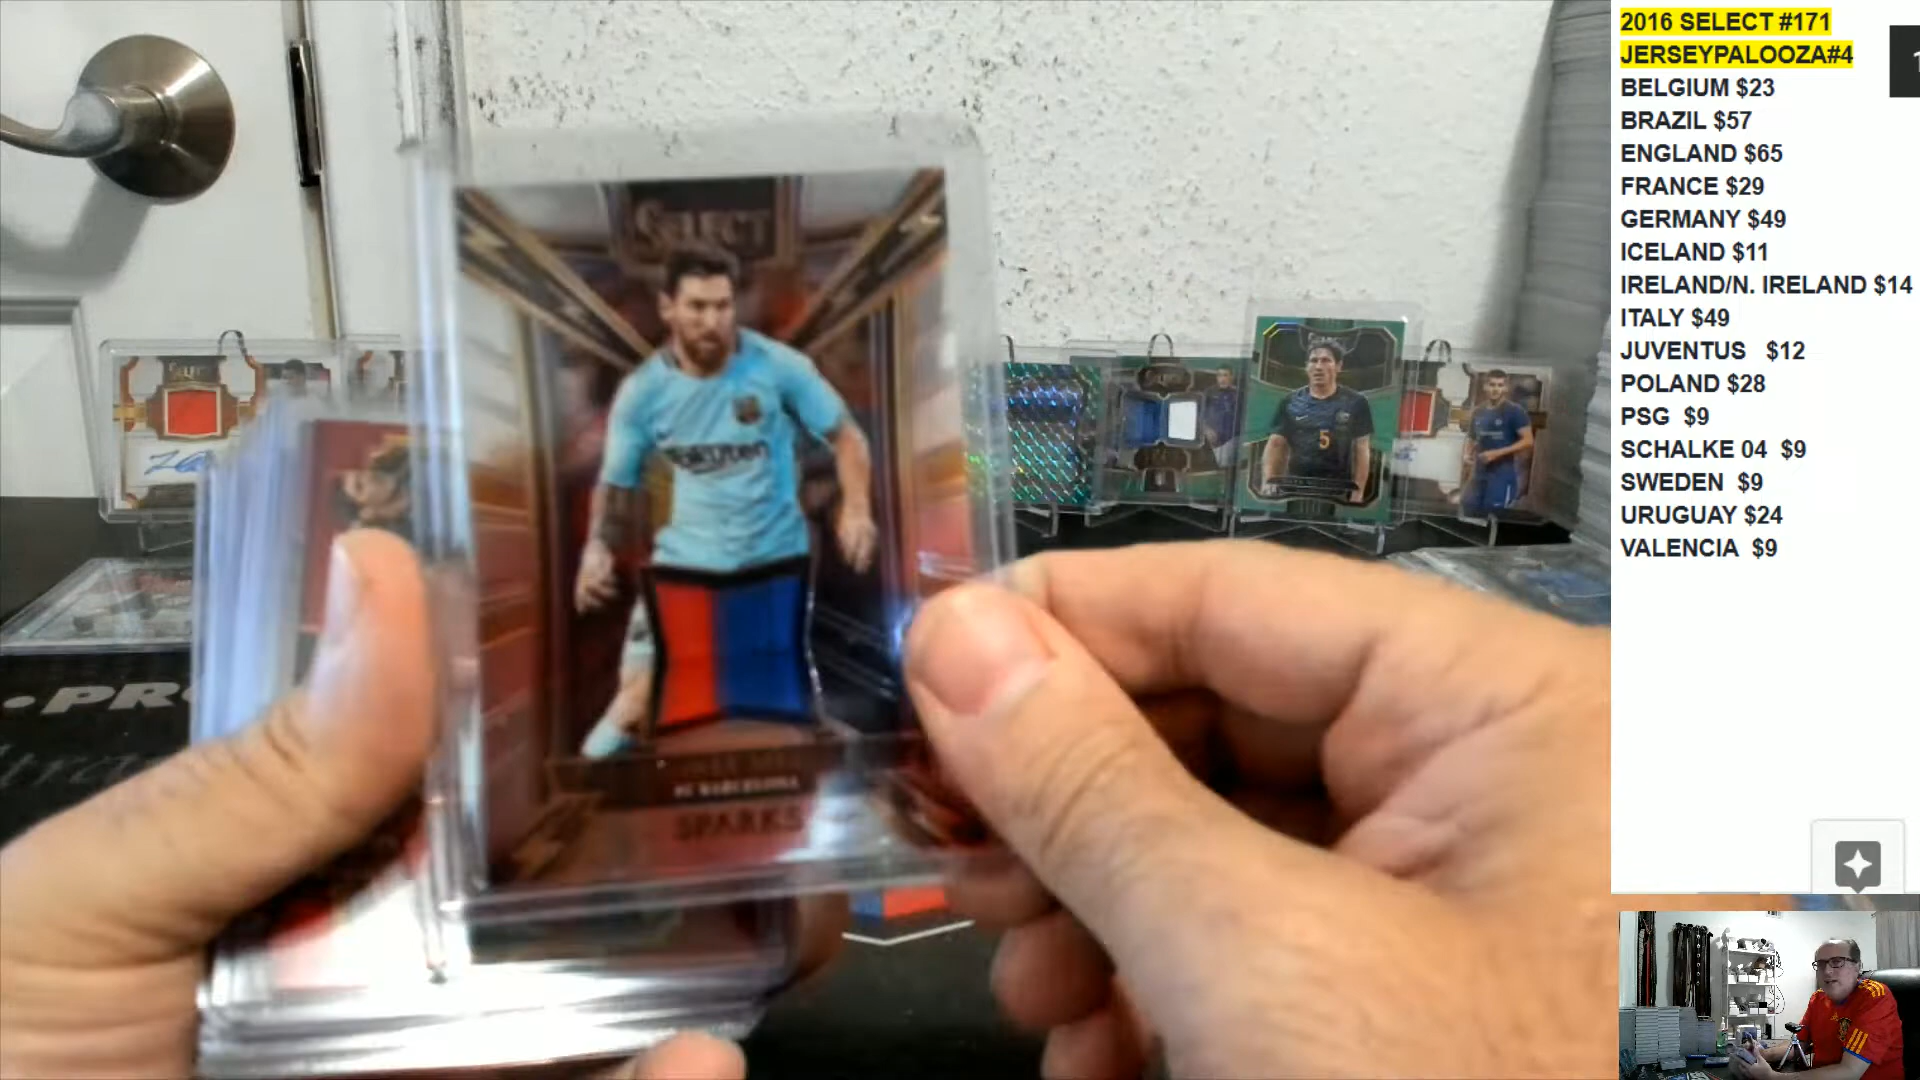 2016 SELECT #171
JERSEYPALOOZA#4
BELGIUM $23
BRAZIL $57
ENGLAND $65
FRANCE $29
GERMANY $49
ICELAND $11
IRELAND/N. IRELAND $14
ITALY $49
JUVENTUS $12
POLAND $28
PSG $9
SCHALKE 04 $9
SWEDEN $9
URUGUAY $24
VALENCIA $9
SELECT
Rakuten
FC BARCELONA
SPARKS
5